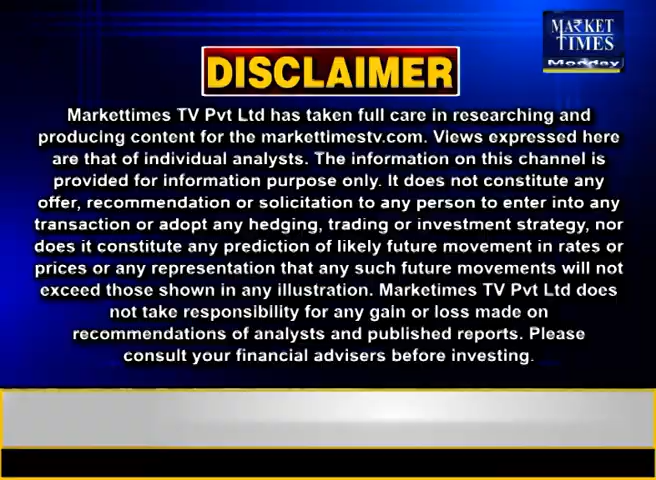 MARKET
TIMES
Monday
DISCLAIMER
Markettimes TV Pvt Ltd has taken full care in researching and
producing content for the markettimestv.com. Views expressed here
are that of individual analysts. The information on this channel is
provided for information purpose only. It does not constitute any
offer, recommendation or solicitation to any person to enter into any
transaction or adopt any hedging, trading or investment strategy, nor
does it constitute any prediction of likely future movement in rates or
prices or any representation that any such future movements will not
exceed those shown in any illustration. Marketimes TV Pvt Ltd does
not take responsibility for any gain or loss made on
recommendations of analysts and published reports. Please
consult your financial advisers before investing.